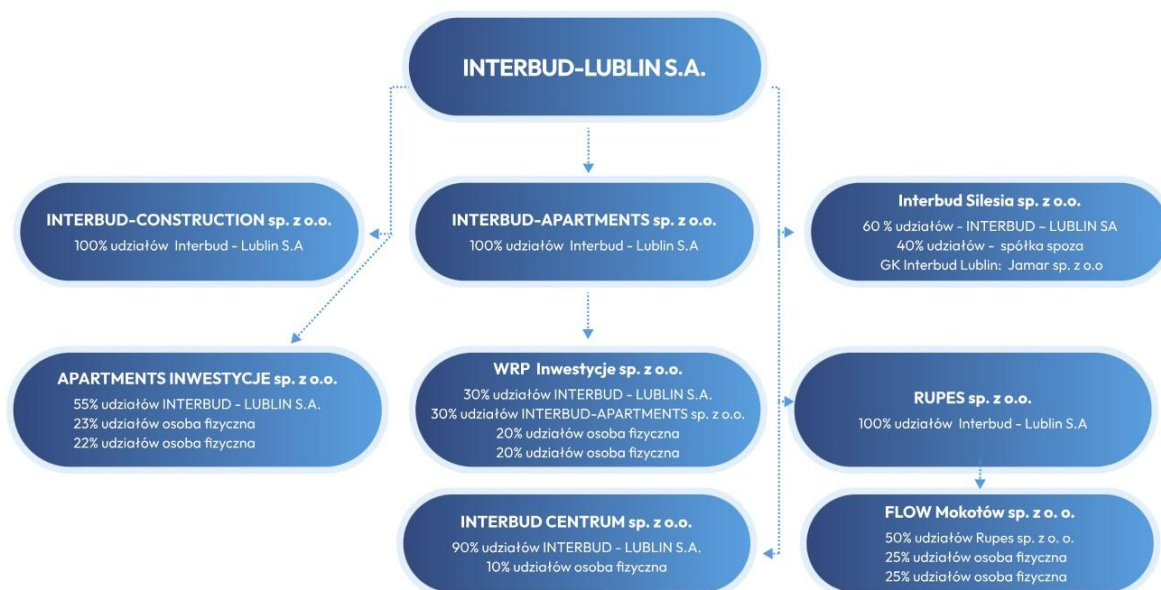 INTERBUD-LUBLIN S.A.
INTERBUD-CONSTRUCTION sp. z o.o.
100% udziałów Interbud - Lublin S.A
INTERBUD-APARTMENTS sp. z o.o.
100% udziałów Interbud - Lublin S.A
Interbud Silesia sp. z o.o.
60 % udziałów - INTERBUD – LUBLIN SA
40% udziałów - spółka spoza
GK Interbud Lublin: Jamar sp. z o.o
APARTMENTS INWESTYCJE sp. z o.o.
55% udziałów INTERBUD - LUBLIN S.A.
23% udziałów osoba fizyczna
22% udziałów osoba fizyczna
WRP Inwestycje sp. z o.o.
30% udziałów INTERBUD - LUBLIN S.A.
30% udziałów INTERBUD-APARTMENTS sp. z o.o.
20% udziałów osoba fizyczna
20% udziałów osoba fizyczna
RUPES sp. z o.o.
100% udziałów Interbud - Lublin S.A
INTERBUD CENTRUM sp. z o.o.
90% udziałów INTERBUD - LUBLIN S.A.
10% udziałów osoba fizyczna
FLOW Mokotów sp. z o. o.
50% udziałów Rupes sp. z o. o.
25% udziałów osoba fizyczna
25% udziałów osoba fizyczna